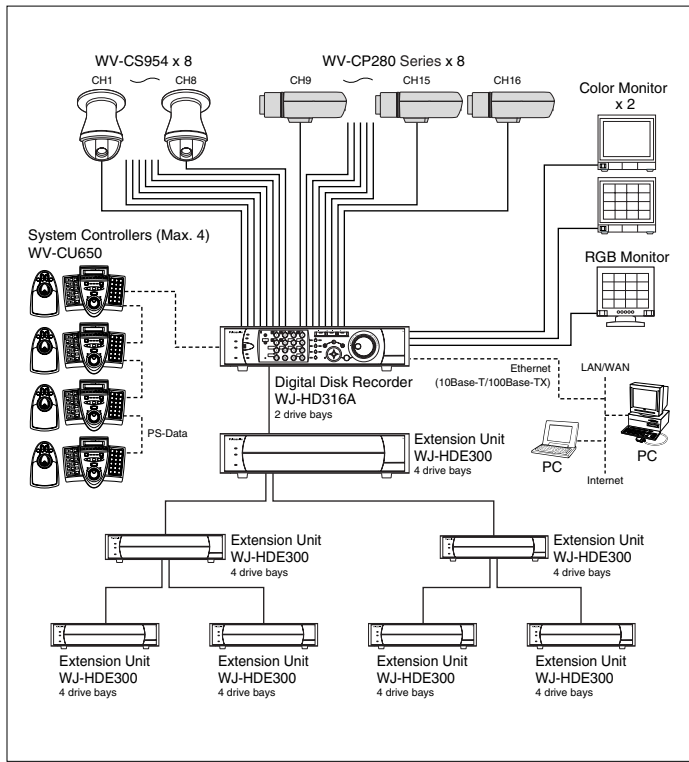 WV-CS954 x 8
CH1
CH8
WV-CP280 Series x 8
CH9
CH15
CH16
Color Monitor
x 2
System Controllers (Max. 4)
WV-CU650
RGB Monitor
PS-Data
Digital Disk Recorder
WJ-HD316A
2 drive bays
Ethernet
(10Base-T/100Base-TX)
LAN/WAN
PC
PC
Internet
Extension Unit
WJ-HDE300
4 drive bays
Extension Unit
WJ-HDE300
4 drive bays
Extension Unit
WJ-HDE300
4 drive bays
Extension Unit
WJ-HDE300
4 drive bays
Extension Unit
WJ-HDE300
4 drive bays
Extension Unit
WJ-HDE300
4 drive bays
Extension Unit
WJ-HDE300
4 drive bays